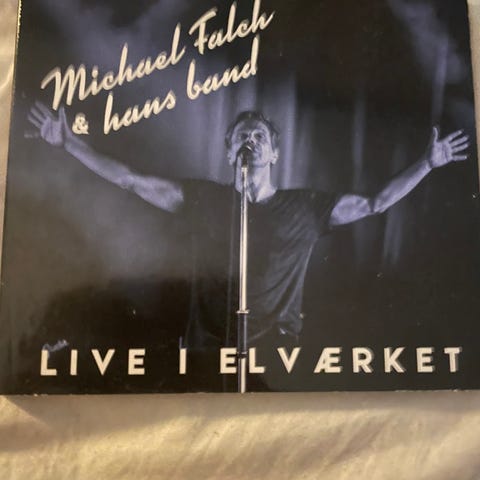 Michael Falch
& hans band
LIVE I ELVÆRKET